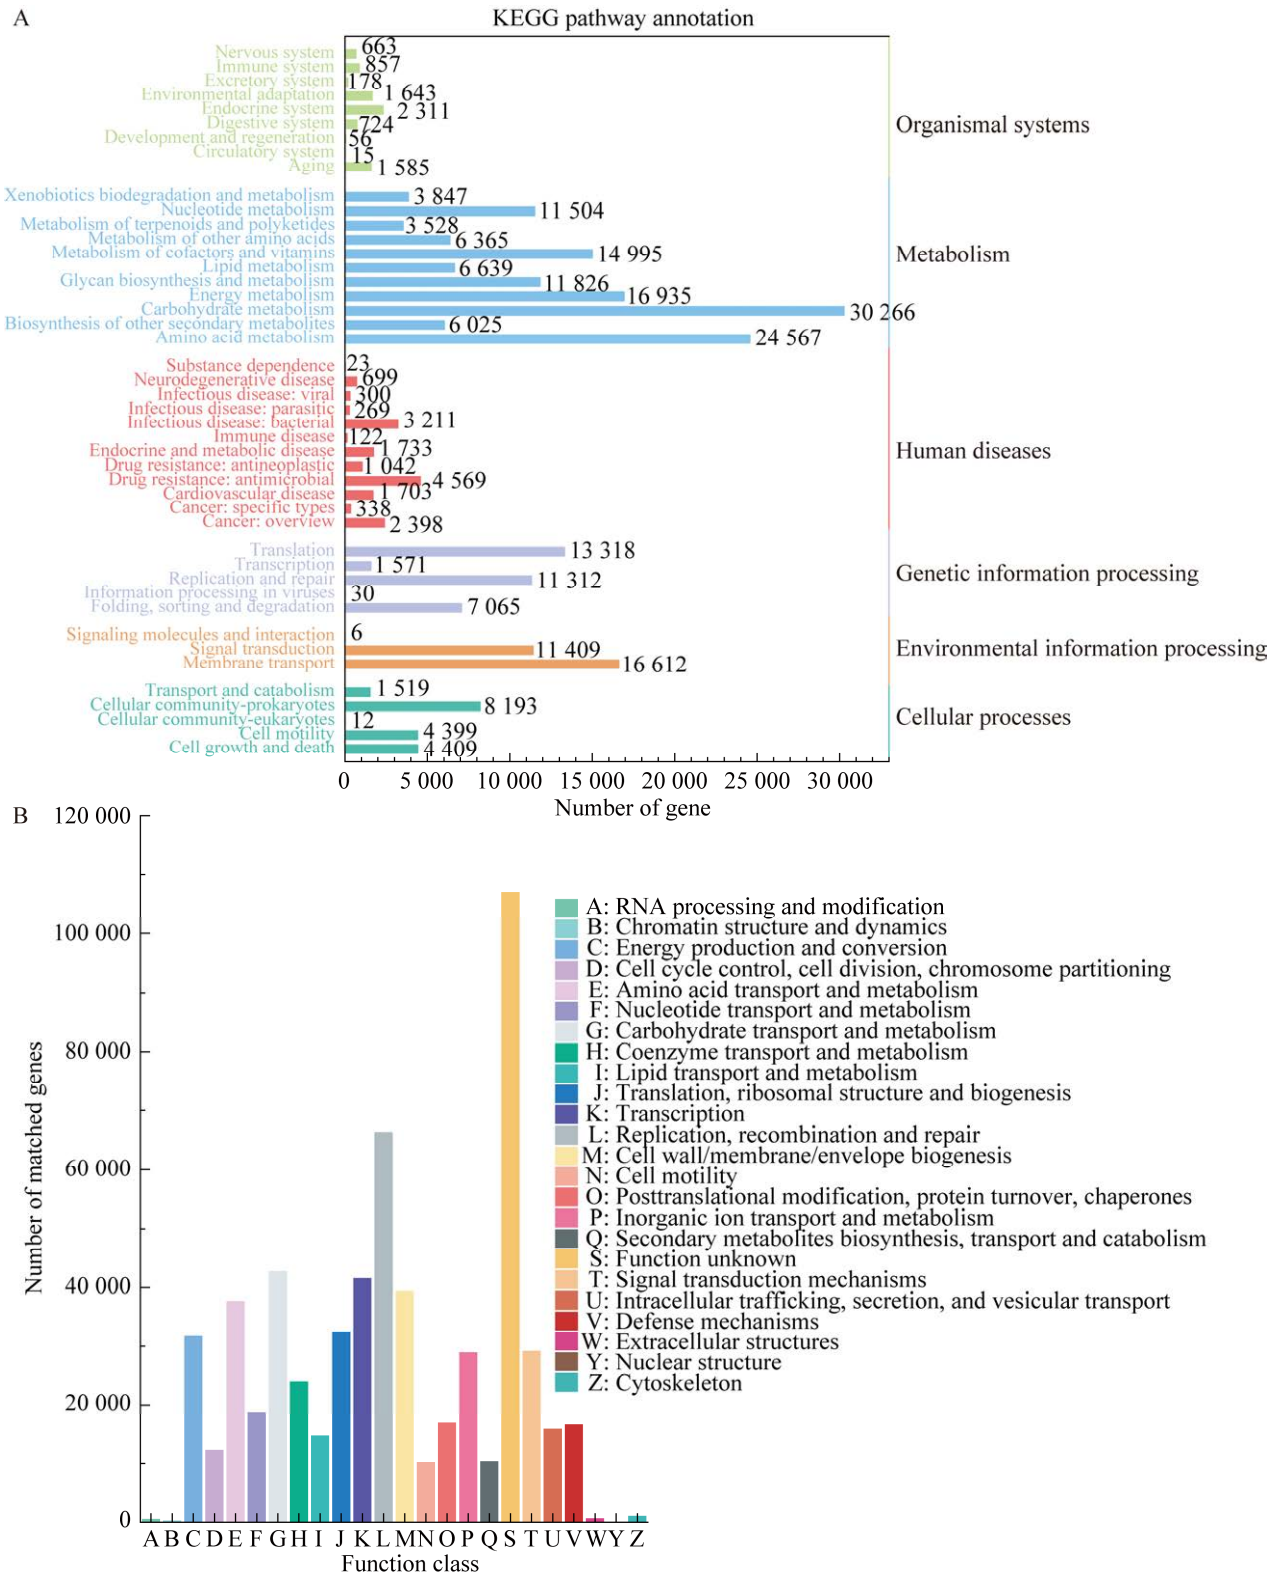 A
KEGG pathway annotation
Nervous system 663
Immune system 857
Excretory system 178
Environmental adaptation 1 643
Endocrine system 2 311
Digestive system 724
Development and regeneration 56
Circulatory system 15
Aging 1 585
Organismal systems
Xenobiotics biodegradation and metabolism 3 847
Nucleotide metabolism 11 504
Metabolism of terpenoids and polyketides 3 528
Metabolism of other amino acids 6 365
Metabolism of cofactors and vitamins 14 995
Lipid metabolism 6 639
Glycan biosynthesis and metabolism 11 826
Energy metabolism 16 935
Carbohydrate metabolism 30 266
Biosynthesis of other secondary metabolites 6 025
Amino acid metabolism 24 567
Metabolism
Substance dependence 23
Neurodegenerative disease 699
Infectious disease: viral 300
Infectious disease: parasitic 269
Infectious disease: bacterial 3 211
Immune disease 122
Endocrine and metabolic disease 1 733
Drug resistance: antineoplastic 1 042
Drug resistance: antimicrobial 4 569
Cardiovascular disease 1 703
Cancer: specific types 338
Cancer: overview 2 398
Human diseases
Translation 13 318
Transcription 1 571
Replication and repair 11 312
Information processing in viruses 30
Folding, sorting and degradation 7 065
Genetic information processing
Signaling molecules and interaction 6
Signal transduction 11 409
Membrane transport 16 612
Environmental information processing
Transport and catabolism 1 519
Cellular community-prokaryotes 8 193
Cellular community-eukaryotes 12
Cell motility 4 399
Cell growth and death 4 409
Cellular processes
0 5 000 10 000 15 000 20 000 25 000 30 000
Number of gene
B
120 000
100 000
80 000
60 000
40 000
20 000
0
Number of matched genes
A: RNA processing and modification
B: Chromatin structure and dynamics
C: Energy production and conversion
D: Cell cycle control, cell division, chromosome partitioning
E: Amino acid transport and metabolism
F: Nucleotide transport and metabolism
G: Carbohydrate transport and metabolism
H: Coenzyme transport and metabolism
I: Lipid transport and metabolism
J: Translation, ribosomal structure and biogenesis
K: Transcription
L: Replication, recombination and repair
M: Cell wall/membrane/envelope biogenesis
N: Cell motility
O: Posttranslational modification, protein turnover, chaperones
P: Inorganic ion transport and metabolism
Q: Secondary metabolites biosynthesis, transport and catabolism
S: Function unknown
T: Signal transduction mechanisms
U: Intracellular trafficking, secretion, and vesicular transport
V: Defense mechanisms
W: Extracellular structures
Y: Nuclear structure
Z: Cytoskeleton
A B C D E F G H I J K L M N O P Q S T U V W Y Z
Function class